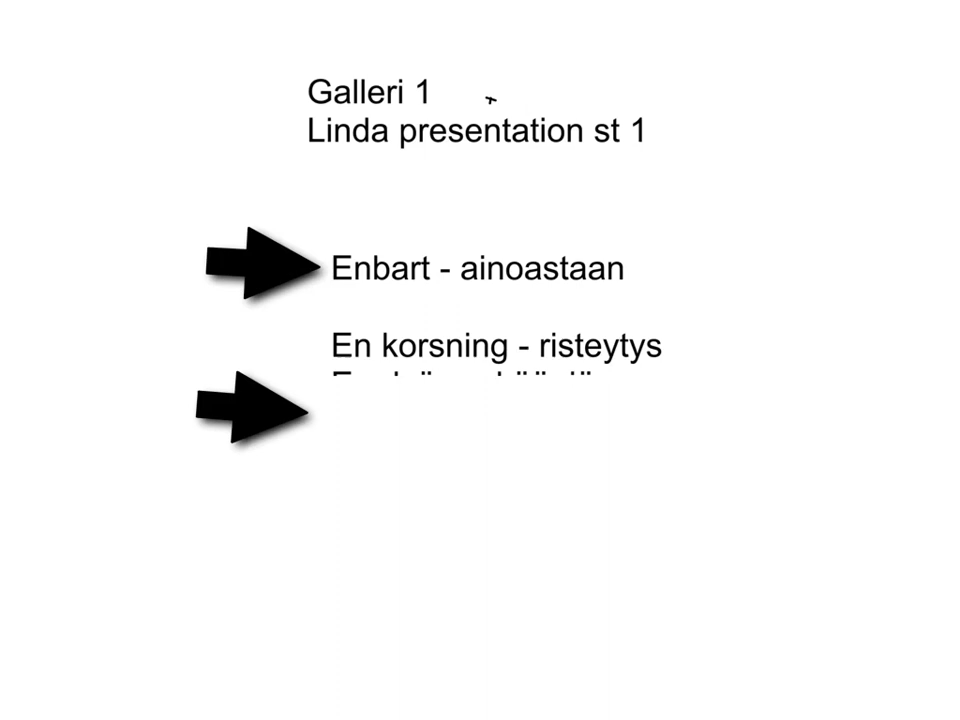 Galleri 1
Linda presentation st 1
Enbart - ainoastaan
En korsning - risteytys